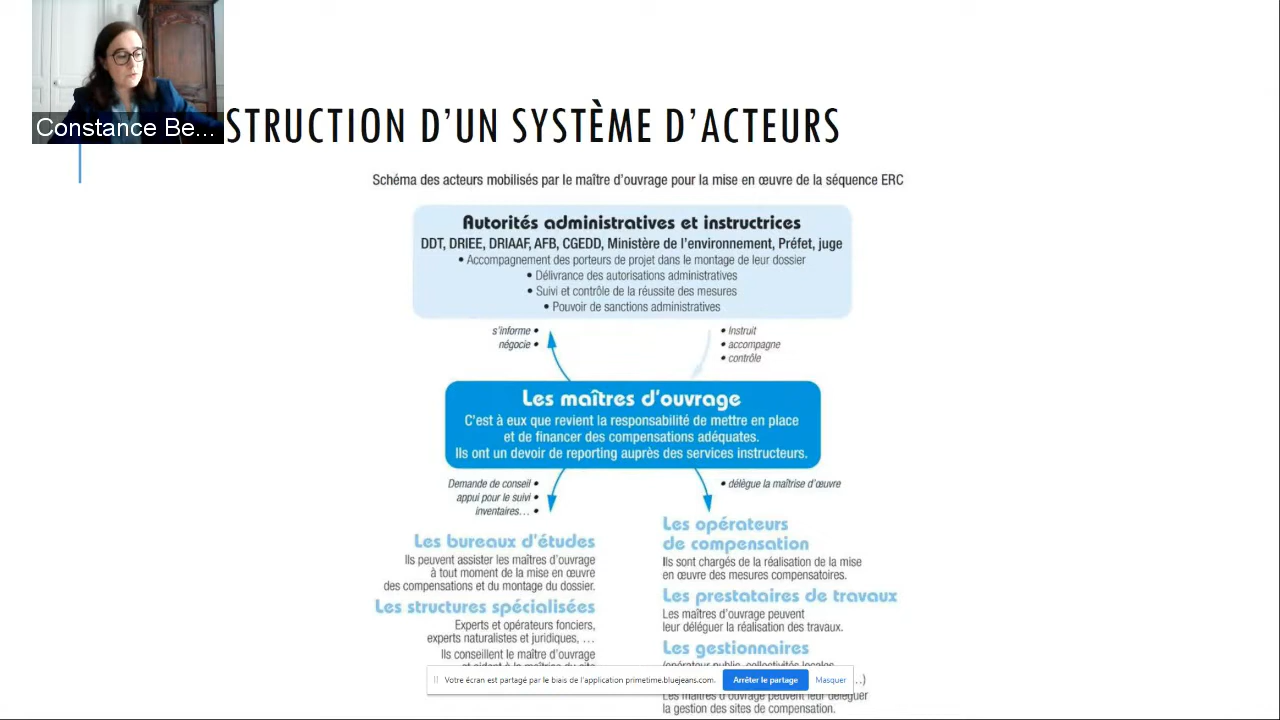 Constance Be...
STRUCTION D'UN SYSTÈME D'ACTEURS
Schéma des acteurs mobilisés par le maître d'ouvrage pour la mise en œuvre de la séquence ERC
Autorités administratives et instructrices
DDT, DRIEE, DRIAAF, AFB, CGEDD, Ministère de l'environnement, Préfet, juge
• Accompagnement des porteurs de projet dans le montage de leur dossier
• Délivrance des autorisations administratives
• Suivi et contrôle de la réussite des mesures
• Pouvoir de sanctions administratives
s'informe •
négocie •
• Instruit
• accompagne
• contrôle
Les maîtres d'ouvrage
C'est à eux que revient la responsabilité de mettre en place
et de financer des compensations adéquates.
Ils ont un devoir de reporting auprès des services instructeurs.
Demande de conseil •
appui pour le suivi •
inventaires... •
• délègue la maîtrise d'œuvre
Les bureaux d'études
Ils peuvent assister les maîtres d'ouvrage
à tout moment de la mise en œuvre
des compensations et du montage du dossier.
Les structures spécialisées
Experts et opérateurs fonciers,
experts naturalistes et juridiques, ...
Ils conseillent le maître d'ouvrage
Les opérateurs
de compensation
Ils sont chargés de la réalisation de la mise
en œuvre des mesures compensatoires.
Les prestataires de travaux
Les maîtres d'ouvrage peuvent
leur déléguer la réalisation des travaux.
Les gestionnaires
(opérateur public, collectivités locales
...)
Les maîtres d'ouvrage peuvent leur déléguer
la gestion des sites de compensation.
Votre écran est partagé par le biais de l'application primetime.bluejeans.com.
Arrêter le partage
Masquer